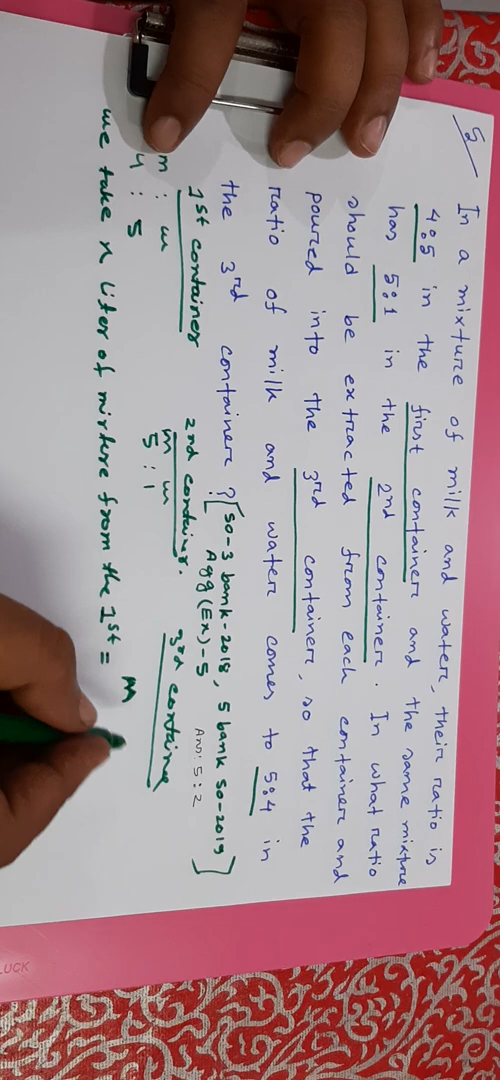 5/ In a mixture of milk and water, their ratio is
4:5 in the first container and the same mixture
has 5:1 in the 2nd container. In what ratio
should be extracted from each container and
poured into the 3rd container, so that the
ratio of milk and water comes to 5:4 in
the 3rd container? [SO-3 bank-2018, 5 bank SO-2019]
Agg(Ex)-5
Ans: 5:2
1st container 2nd container. 3rd containe
m : w m w
4 : 5 5 : 1
we take x liter of mixture from the 1st = m
LUCK